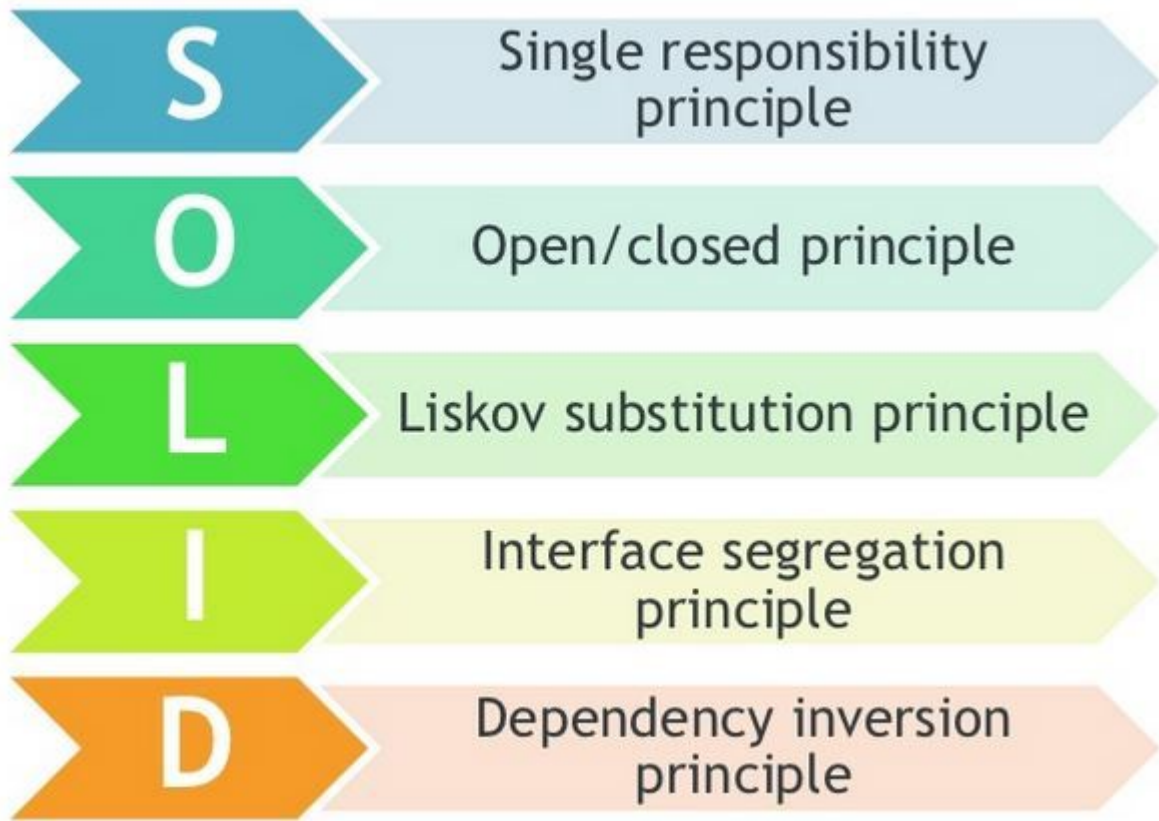 S
Single responsibility
principle
O
Open/closed principle
L
Liskov substitution principle
I
Interface segregation
principle
D
Dependency inversion
principle